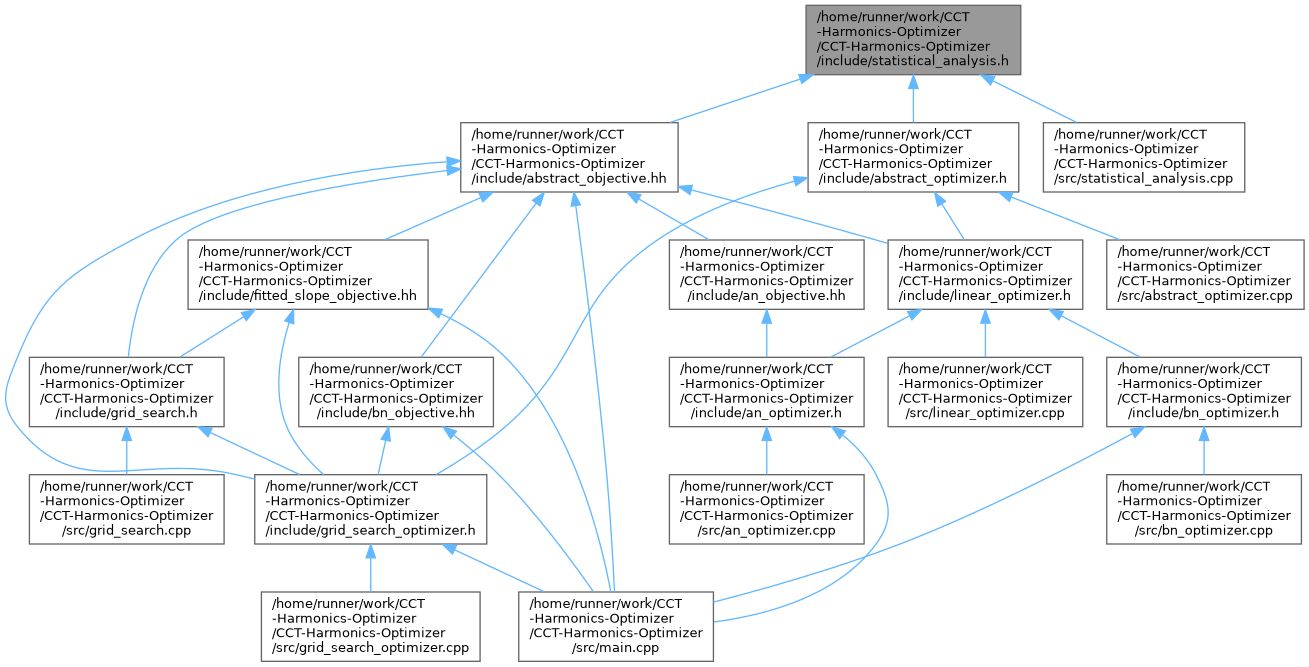 /home/runner/work/CCT
-Harmonics-Optimizer
/CCT-Harmonics-Optimizer
/include/statistical_analysis.h
/home/runner/work/CCT
-Harmonics-Optimizer
/CCT-Harmonics-Optimizer
/include/abstract_objective.hh
/home/runner/work/CCT
-Harmonics-Optimizer
/CCT-Harmonics-Optimizer
/include/abstract_optimizer.h
/home/runner/work/CCT
-Harmonics-Optimizer
/CCT-Harmonics-Optimizer
/src/statistical_analysis.cpp
/home/runner/work/CCT
-Harmonics-Optimizer
/CCT-Harmonics-Optimizer
/include/fitted_slope_objective.hh
/home/runner/work/CCT
-Harmonics-Optimizer
/CCT-Harmonics-Optimizer
/include/an_objective.hh
/home/runner/work/CCT
-Harmonics-Optimizer
/CCT-Harmonics-Optimizer
/include/linear_optimizer.h
/home/runner/work/CCT
-Harmonics-Optimizer
/CCT-Harmonics-Optimizer
/src/abstract_optimizer.cpp
/home/runner/work/CCT
-Harmonics-Optimizer
/CCT-Harmonics-Optimizer
/include/grid_search.h
/home/runner/work/CCT
-Harmonics-Optimizer
/CCT-Harmonics-Optimizer
/include/bn_objective.hh
/home/runner/work/CCT
-Harmonics-Optimizer
/CCT-Harmonics-Optimizer
/include/an_optimizer.h
/home/runner/work/CCT
-Harmonics-Optimizer
/CCT-Harmonics-Optimizer
/src/linear_optimizer.cpp
/home/runner/work/CCT
-Harmonics-Optimizer
/CCT-Harmonics-Optimizer
/include/bn_optimizer.h
/home/runner/work/CCT
-Harmonics-Optimizer
/CCT-Harmonics-Optimizer
/src/grid_search.cpp
/home/runner/work/CCT
-Harmonics-Optimizer
/CCT-Harmonics-Optimizer
/include/grid_search_optimizer.h
/home/runner/work/CCT
-Harmonics-Optimizer
/CCT-Harmonics-Optimizer
/src/an_optimizer.cpp
/home/runner/work/CCT
-Harmonics-Optimizer
/CCT-Harmonics-Optimizer
/src/bn_optimizer.cpp
/home/runner/work/CCT
-Harmonics-Optimizer
/CCT-Harmonics-Optimizer
/src/grid_search_optimizer.cpp
/home/runner/work/CCT
-Harmonics-Optimizer
/CCT-Harmonics-Optimizer
/src/main.cpp